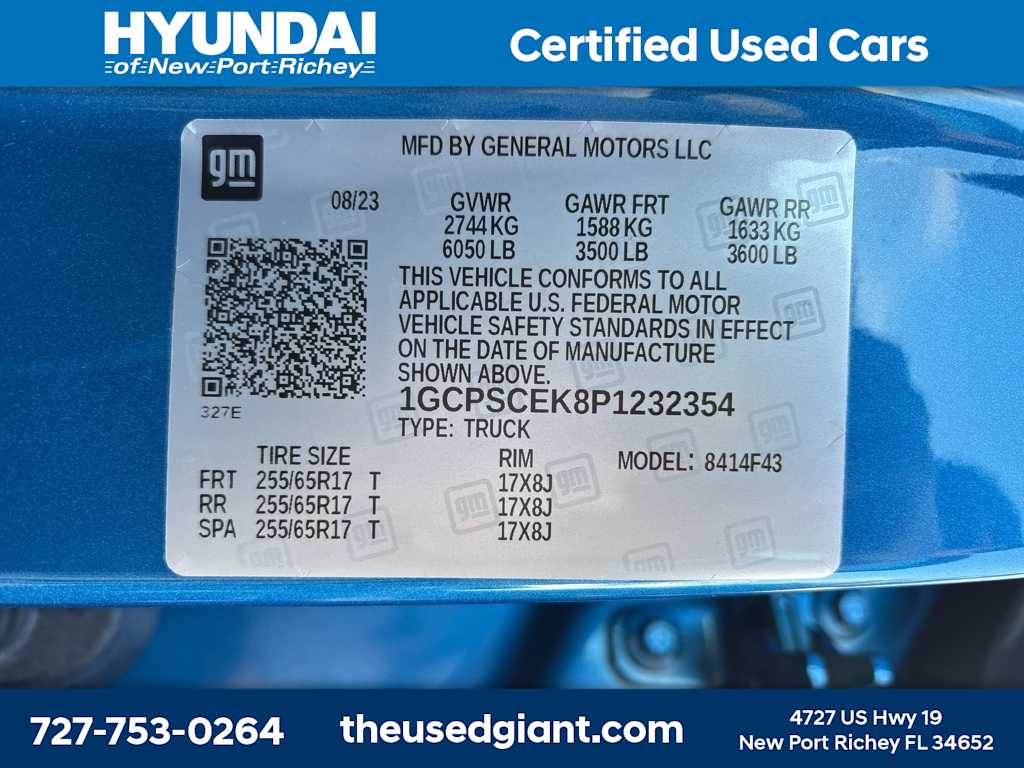 HYUNDAI
of New Port Richey
Certified Used Cars
gm
MFD BY GENERAL MOTORS LLC
08/23 GVWR GAWR FRT GAWR RR
2744 KG 1588 KG 1633 KG
6050 LB 3500 LB 3600 LB
THIS VEHICLE CONFORMS TO ALL
APPLICABLE U.S. FEDERAL MOTOR
VEHICLE SAFETY STANDARDS IN EFFECT
ON THE DATE OF MANUFACTURE
SHOWN ABOVE.
327E
1GCPSCEK8P1232354
TYPE: TRUCK
TIRE SIZE RIM MODEL: 8414F43
FRT 255/65R17 T 17X8J
RR 255/65R17 T 17X8J
SPA 255/65R17 T 17X8J
727-753-0264
theusedgiant.com
4727 US Hwy 19
New Port Richey FL 34652